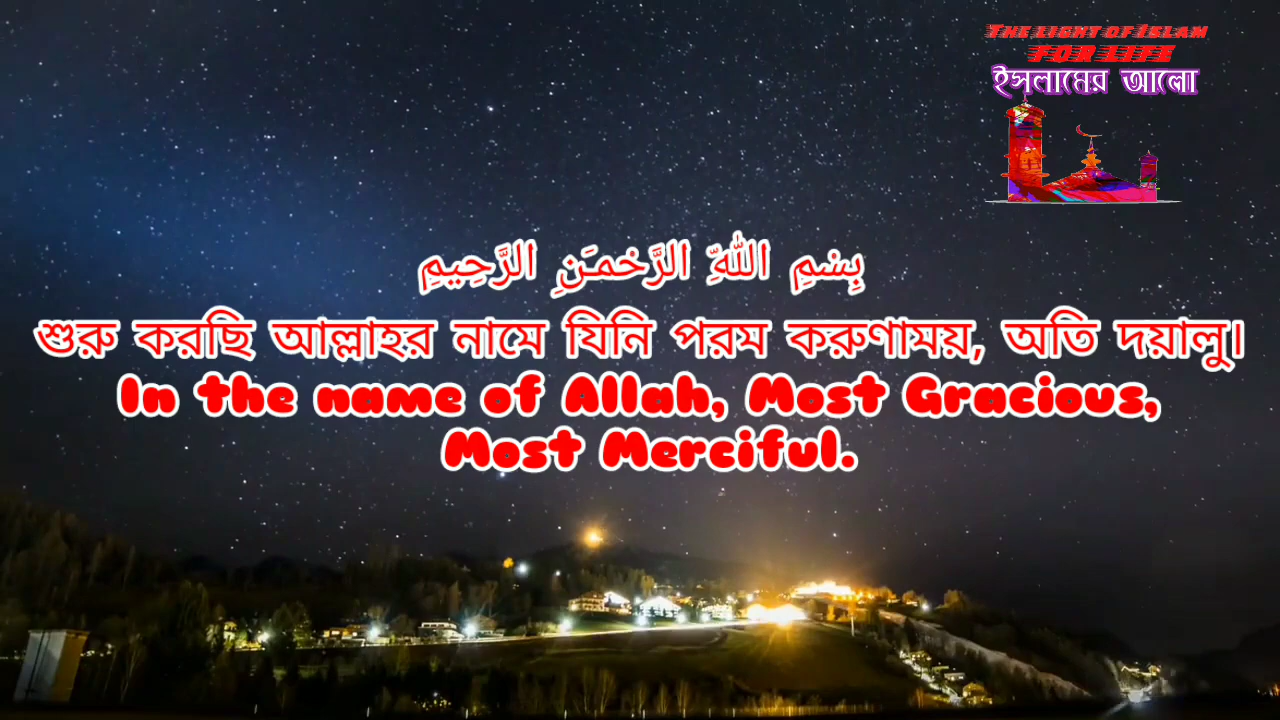 The light of Islam
FOR LIFE
ইসলামের আলো
بِسْمِ اللَّهِ الرَّحْمَـٰنِ الرَّحِيمِ
শুরু করছি আল্লাহর নামে যিনি পরম করুণাময়, অতি দয়ালু।
In the name of Allah, Most Gracious,
Most Merciful.